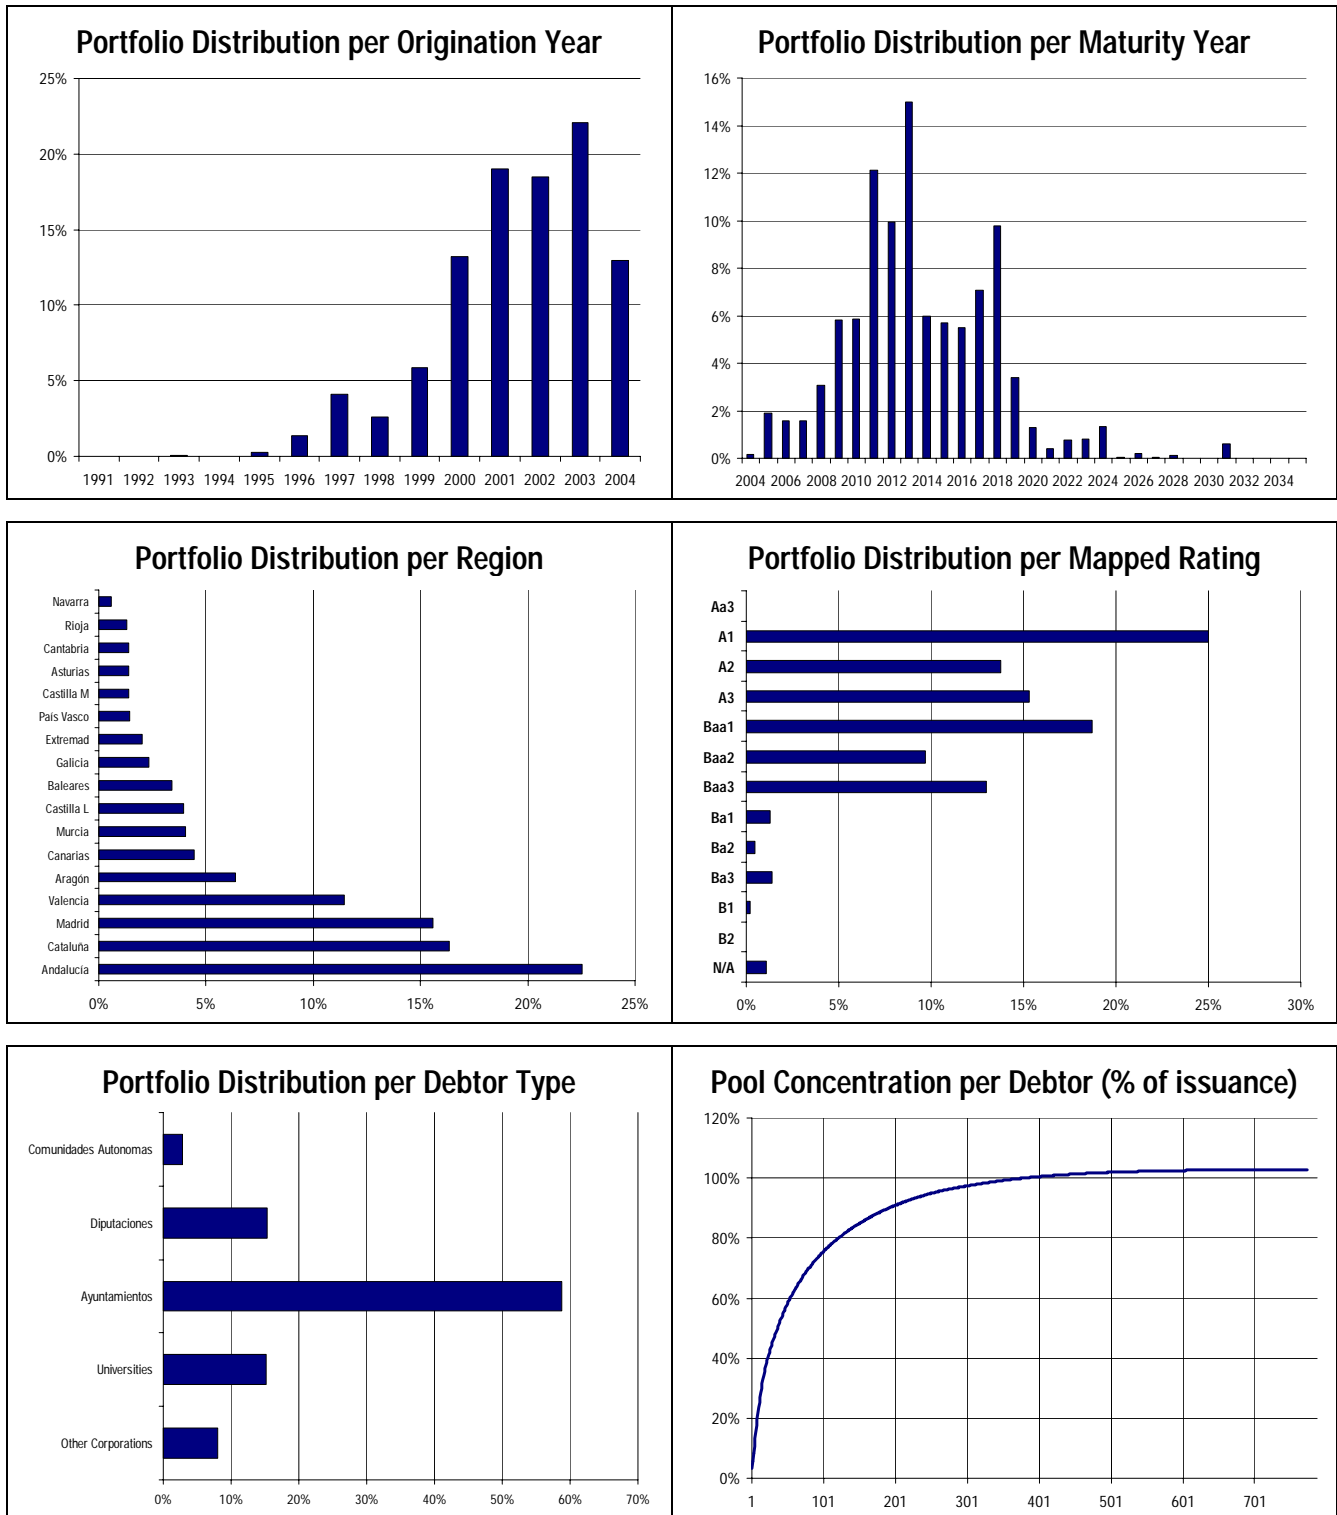 Portfolio Distribution per Origination Year
25%
20%
15%
10%
5%
0%
1991 1992 1993 1994 1995 1996 1997 1998 1999 2000 2001 2002 2003 2004
Portfolio Distribution per Maturity Year
16%
14%
12%
10%
8%
6%
4%
2%
0%
2004 2006 2008 2010 2012 2014 2016 2018 2020 2022 2024 2026 2028 2030 2032 2034
Portfolio Distribution per Region
Navarra
Rioja
Cantabria
Asturias
Castilla M
País Vasco
Extremad
Galicia
Baleares
Castilla L
Murcia
Canarias
Aragón
Valencia
Madrid
Cataluña
Andalucía
0% 5% 10% 15% 20% 25%
Portfolio Distribution per Mapped Rating
Aa3
A1
A2
A3
Baa1
Baa2
Baa3
Ba1
Ba2
Ba3
B1
B2
N/A
0% 5% 10% 15% 20% 25% 30%
Portfolio Distribution per Debtor Type
Comunidades Autonomas
Diputaciones
Ayuntamientos
Universities
Other Corporations
0% 10% 20% 30% 40% 50% 60% 70%
Pool Concentration per Debtor (% of issuance)
120%
100%
80%
60%
40%
20%
0%
1 101 201 301 401 501 601 701